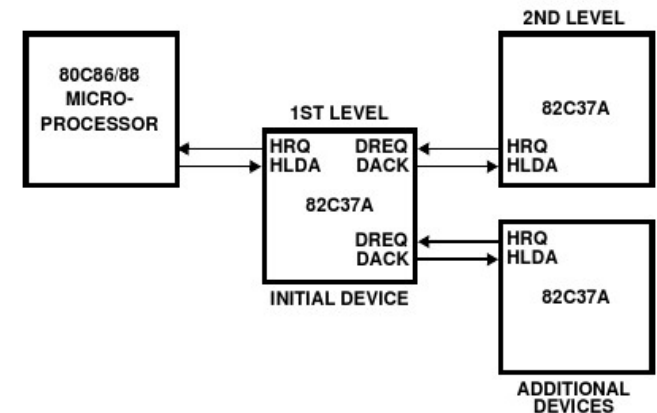 2ND LEVEL
80C86/88
MICRO-
PROCESSOR
82C37A
1ST LEVEL
HRQ DREQ
HLDA DACK
HRQ
HLDA
82C37A
DREQ
DACK
HRQ
HLDA
82C37A
INITIAL DEVICE
ADDITIONAL
DEVICES